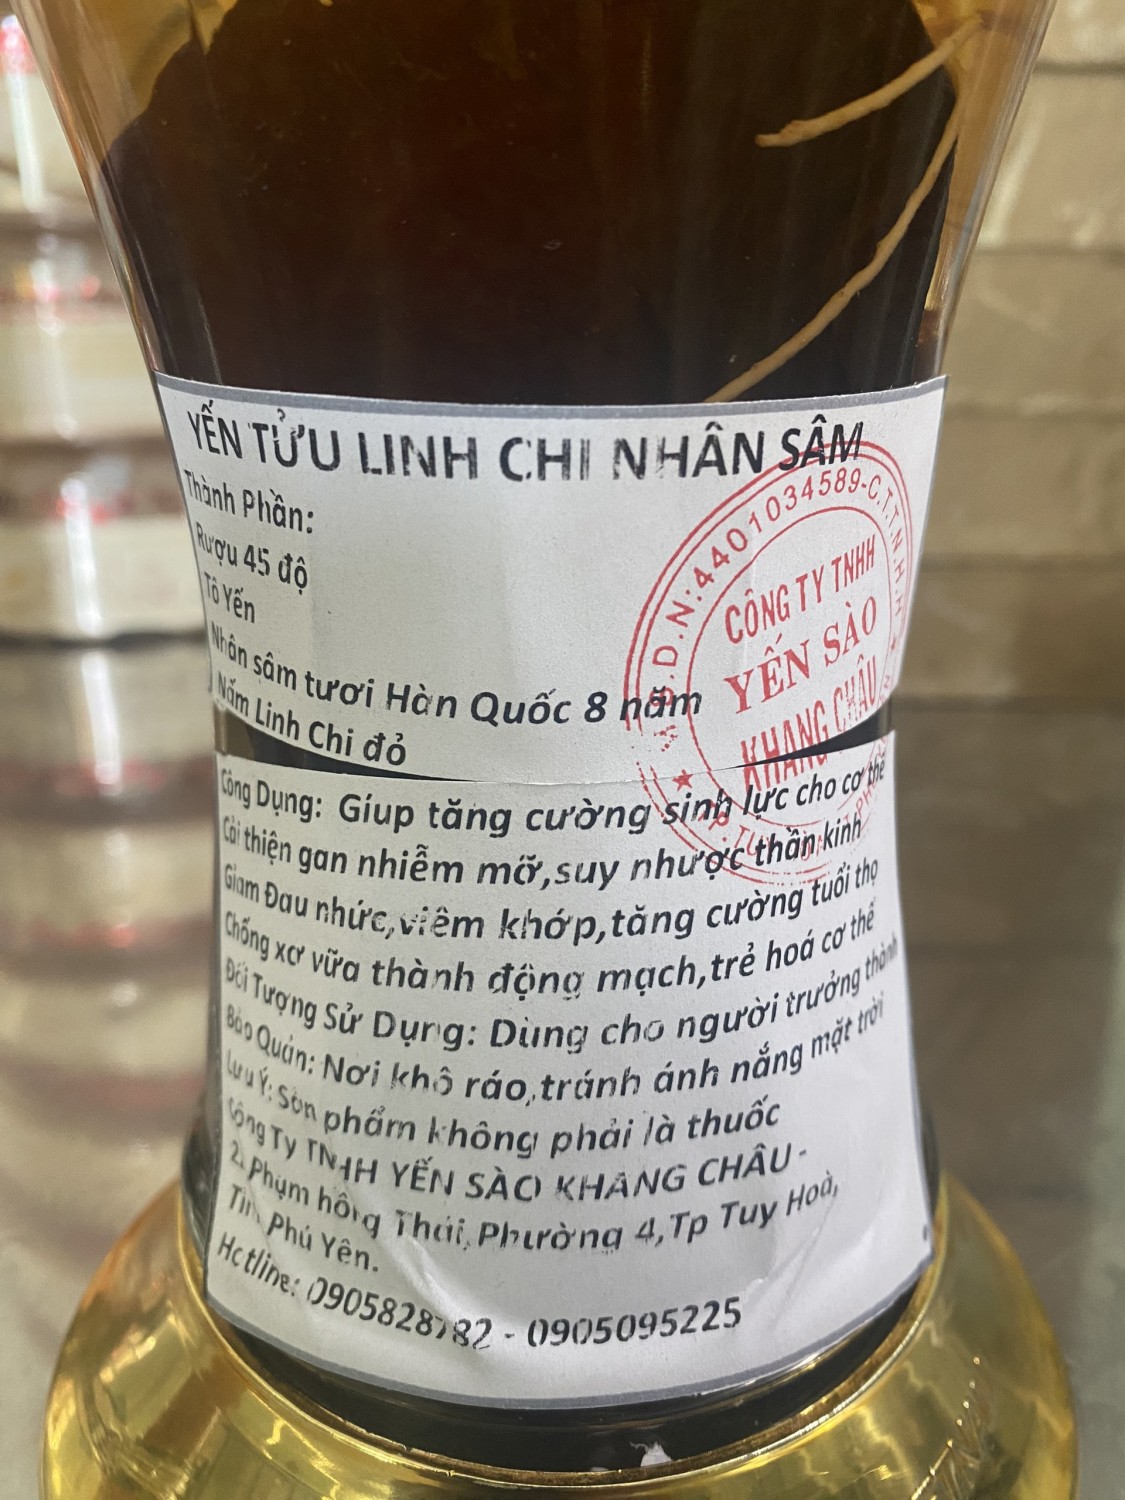 YẾN TỬU LINH CHI NHÂN SÂM
Thành Phần:
Rượu 45 độ
Tổ Yến
Nhân sâm tươi Hàn Quốc 8 năm
Nấm Linh Chi đỏ
4401034589-C.T.T.N.H.H
CÔNG TY TNHH
YẾN SÀO
KHANG CHÂU
Công Dụng: Giúp tăng cường sinh lực cho cơ thể
Cải thiện gan nhiễm mỡ,suy nhược thần kinh
Giam Đau nhức,viêm khớp,tăng cường tuổi thọ
Chống xơ vữa thành động mạch,trẻ hoá cơ thể
Đối Tượng Sử Dụng: Dùng cho người trưởng thành
Bảo Quản: Nơi khô ráo,tránh ánh nắng mặt trời
Lưu Ý: Sản phẩm không phải là thuốc
Công Ty TNHH YẾN SÀO KHANG CHÂU -
Phạm hồng Thái,Phường 4,Tp Tuy Hoà,
Tỉnh Phú Yên.
Hotline: 0905828782 - 0905095225